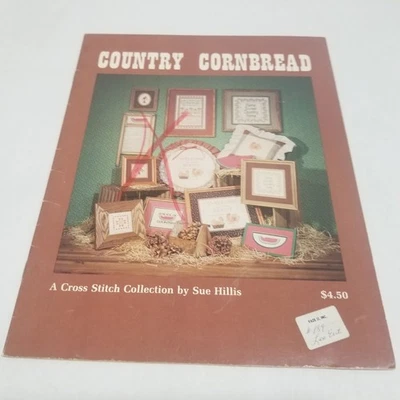 COUNTRY CORNBREAD
A Cross Stitch Collection by Sue Hillis
$4.50